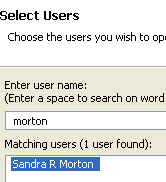 Select Users
Choose the users you wish to ope
Enter user name:
(Enter a space to search on word
morton
Matching users (1 user found):
Sandra R Morton